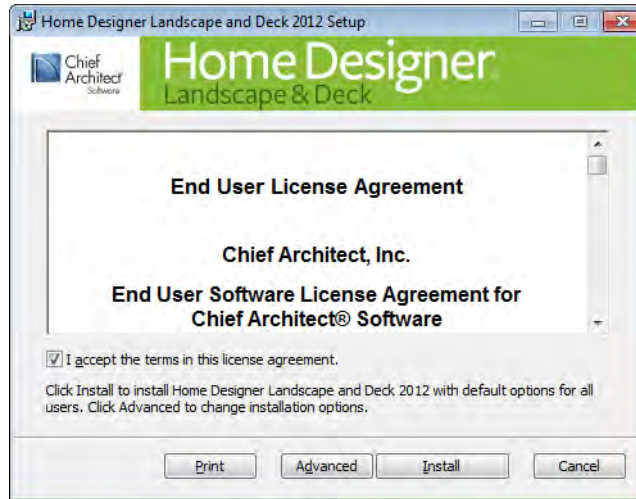 Home Designer Landscape and Deck 2012 Setup
Chief
Architect
Software
Home Designer
Landscape & Deck
End User License Agreement
Chief Architect, Inc.
End User Software License Agreement for
Chief Architect® Software
I accept the terms in this license agreement.
Click Install to install Home Designer Landscape and Deck 2012 with default options for all
users. Click Advanced to change installation options.
Print Advanced Install Cancel